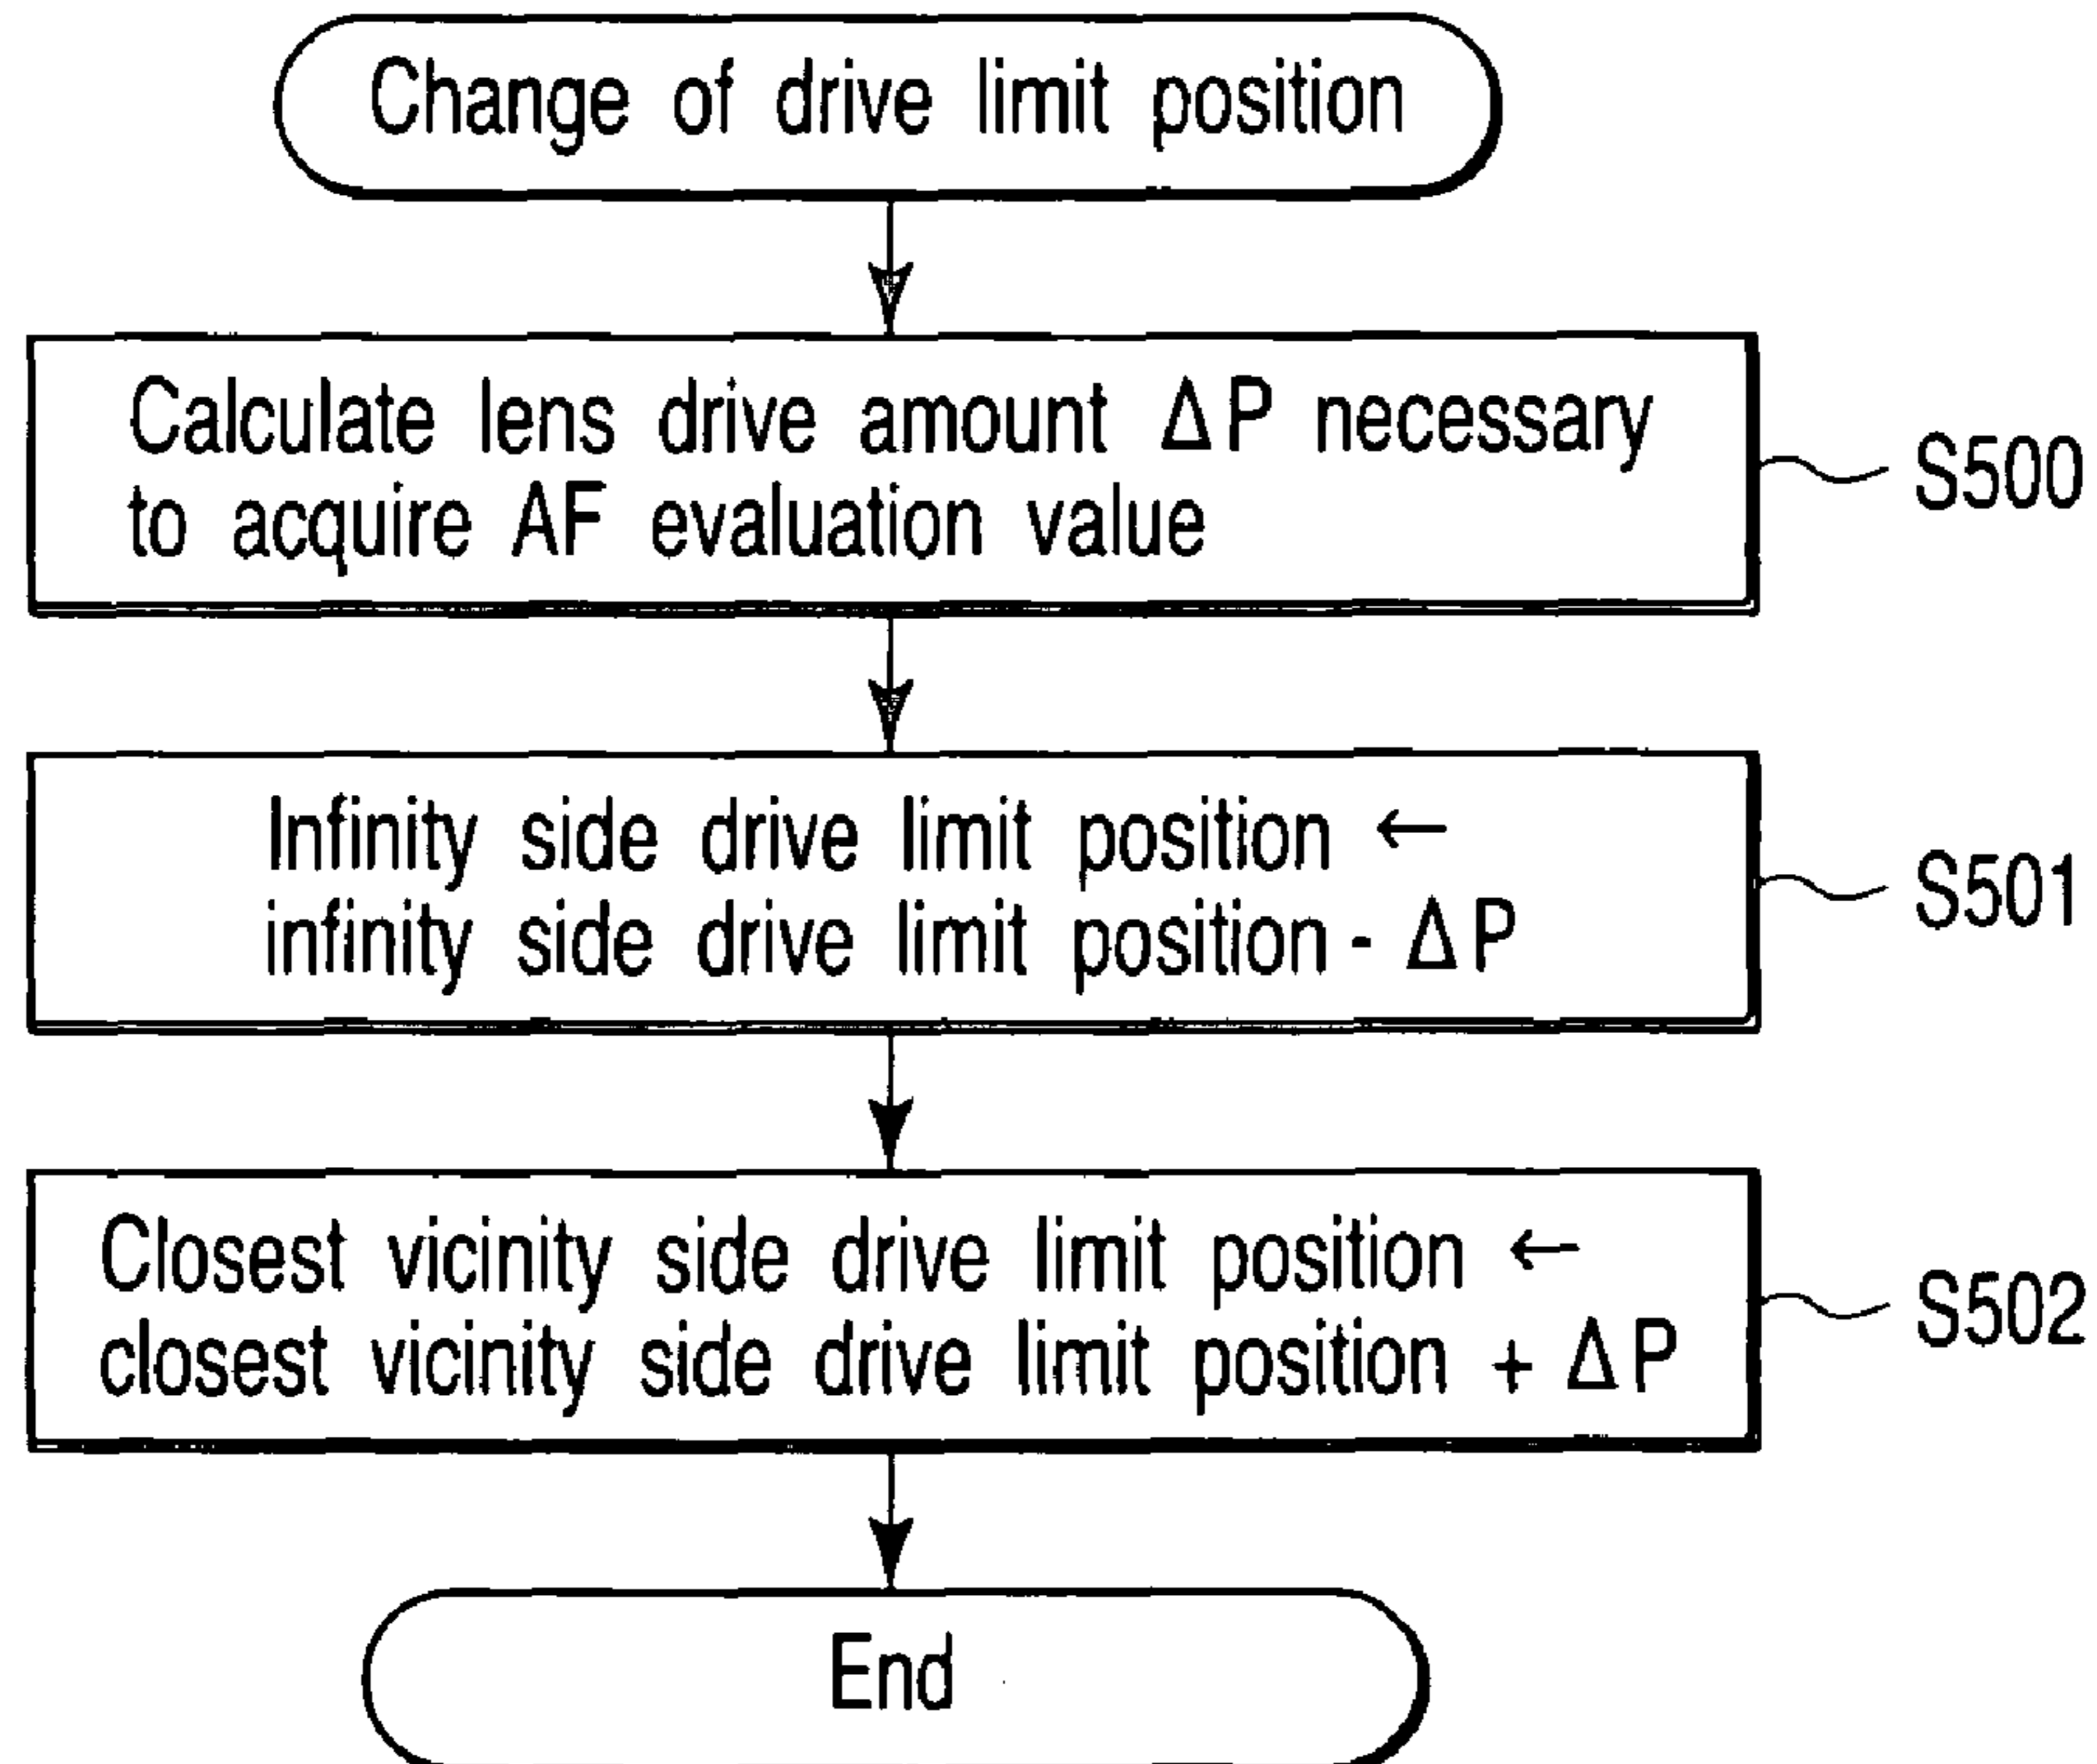 Change of drive limit position
Calculate lens drive amount ΔP necessary
to acquire AF evaluation value
S500
Infinity side drive limit position ←
infinity side drive limit position - ΔP
S501
Closest vicinity side drive limit position ←
closest vicinity side drive limit position + ΔP
S502
End